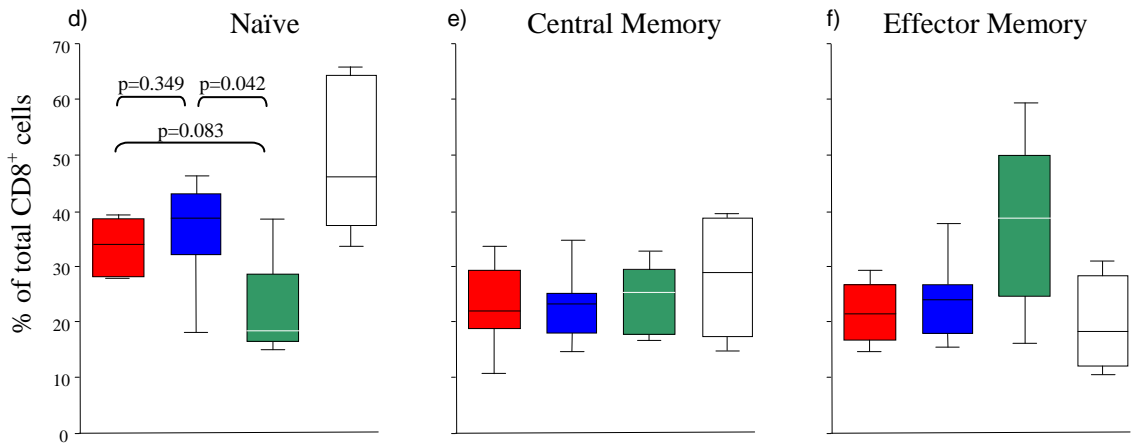 d) Naïve
e) Central Memory
f) Effector Memory
% of total CD8⁺ cells
70
60
50
40
30
20
10
0
p=0.349 p=0.042
p=0.083